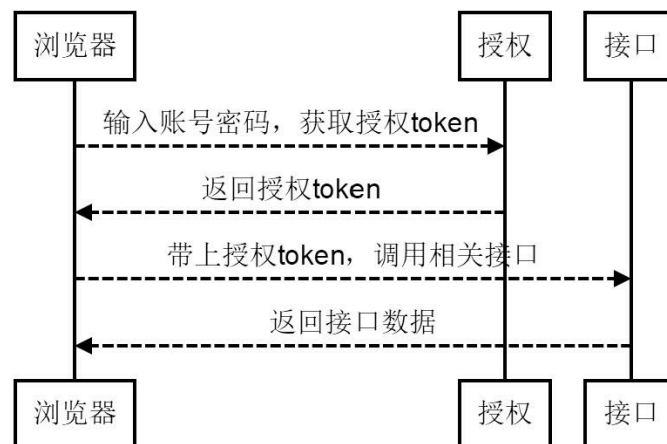 浏览器
授权
接口
输入账号密码，获取授权token
返回授权token
带上授权token，调用相关接口
返回接口数据
浏览器
授权
接口